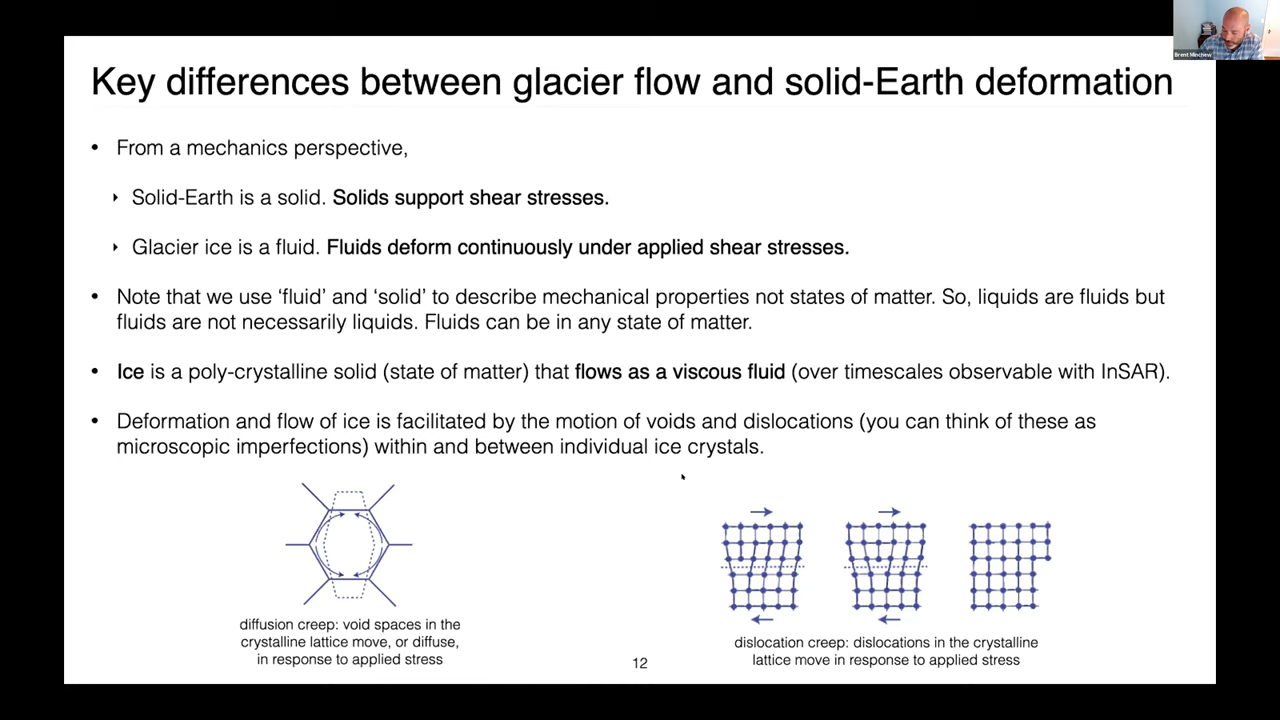 Brent Minchew
Key differences between glacier flow and solid-Earth deformation
• From a mechanics perspective,
‣ Solid-Earth is a solid. Solids support shear stresses.
‣ Glacier ice is a fluid. Fluids deform continuously under applied shear stresses.
• Note that we use ‘fluid’ and ‘solid’ to describe mechanical properties not states of matter. So, liquids are fluids but
fluids are not necessarily liquids. Fluids can be in any state of matter.
• Ice is a poly-crystalline solid (state of matter) that flows as a viscous fluid (over timescales observable with InSAR).
• Deformation and flow of ice is facilitated by the motion of voids and dislocations (you can think of these as
microscopic imperfections) within and between individual ice crystals.
diffusion creep: void spaces in the
crystalline lattice move, or diffuse,
in response to applied stress
dislocation creep: dislocations in the crystalline
lattice move in response to applied stress
12